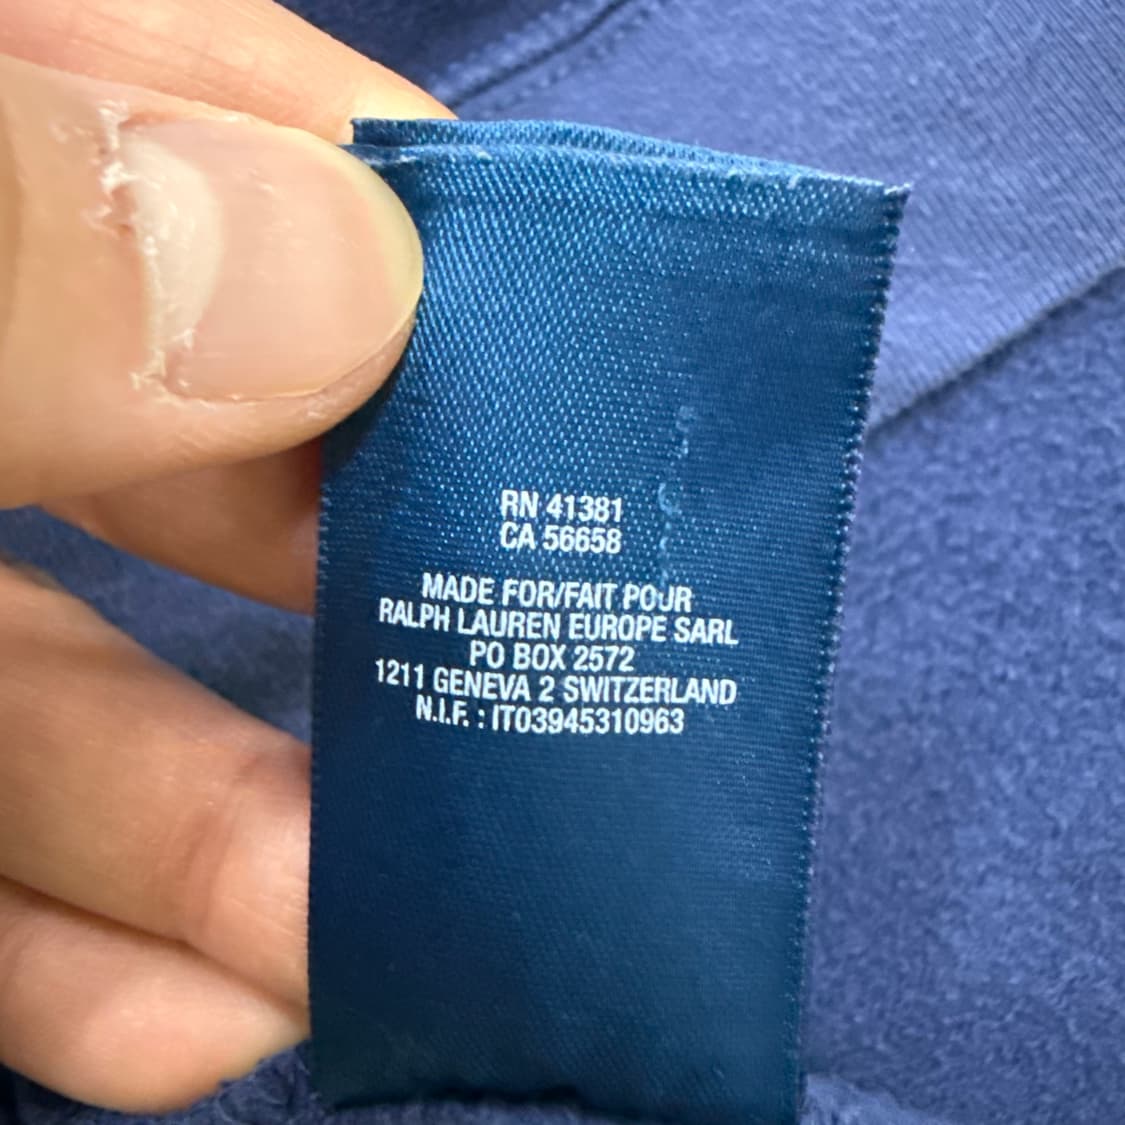 RN 41381
CA 56658
MADE FOR/FAIT POUR
RALPH LAUREN EUROPE SARL
PO BOX 2572
1211 GENEVA 2 SWITZERLAND
N.I.F. : IT03945310963